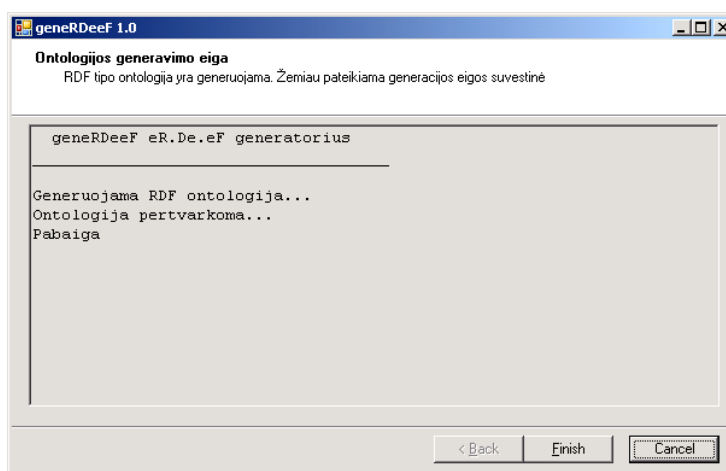 geneRDeeF 1.0
Ontologijos generavimo eiga
RDF tipo ontologija yra generuojama. Žemiau pateikiama generacijos eigos suvestinė
geneRDeeF eR.De.eF generatorius
Generuojama RDF ontologija...
Ontologija pertvarkoma...
Pabaiga
< Back Finish Cancel